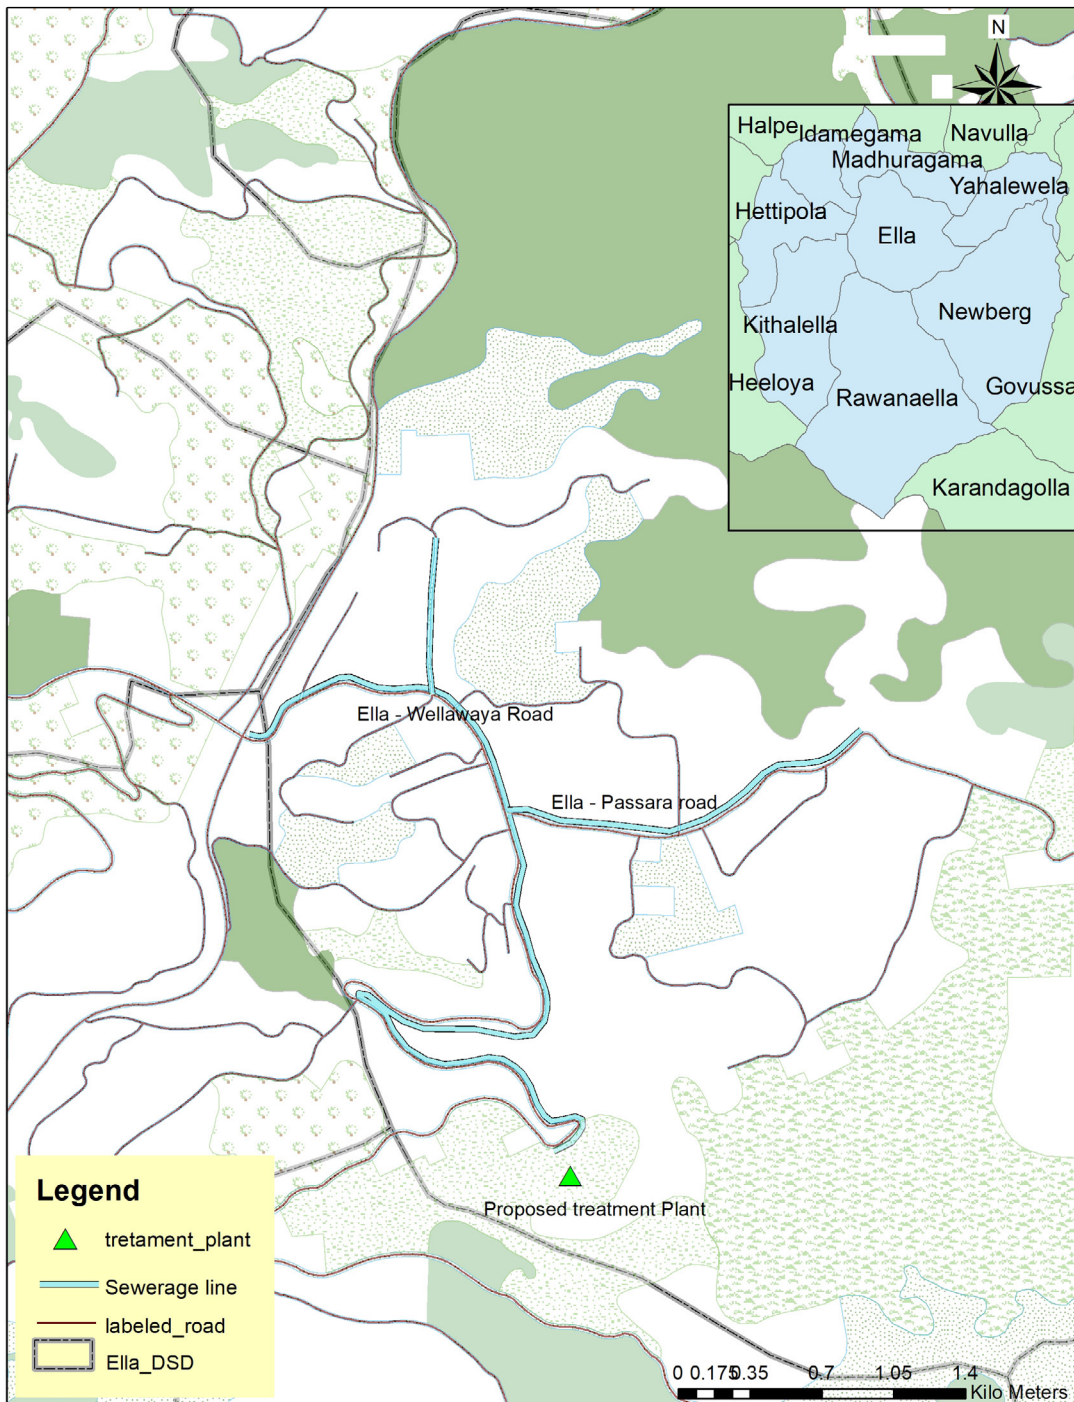 N
Halpe
Idamegama
Navulla
Madhuragama
Yahalewela
Hettipola
Ella
Newberg
Kithalella
Heeloya
Govussa
Rawanaella
Karandagolla
Ella - Wellawaya Road
Ella - Passara road
Proposed treatment Plant
Legend
tretament_plant
Sewerage line
labeled_road
Ella_DSD
0 0.175 0.35 0.7 1.05 1.4
Kilo Meters